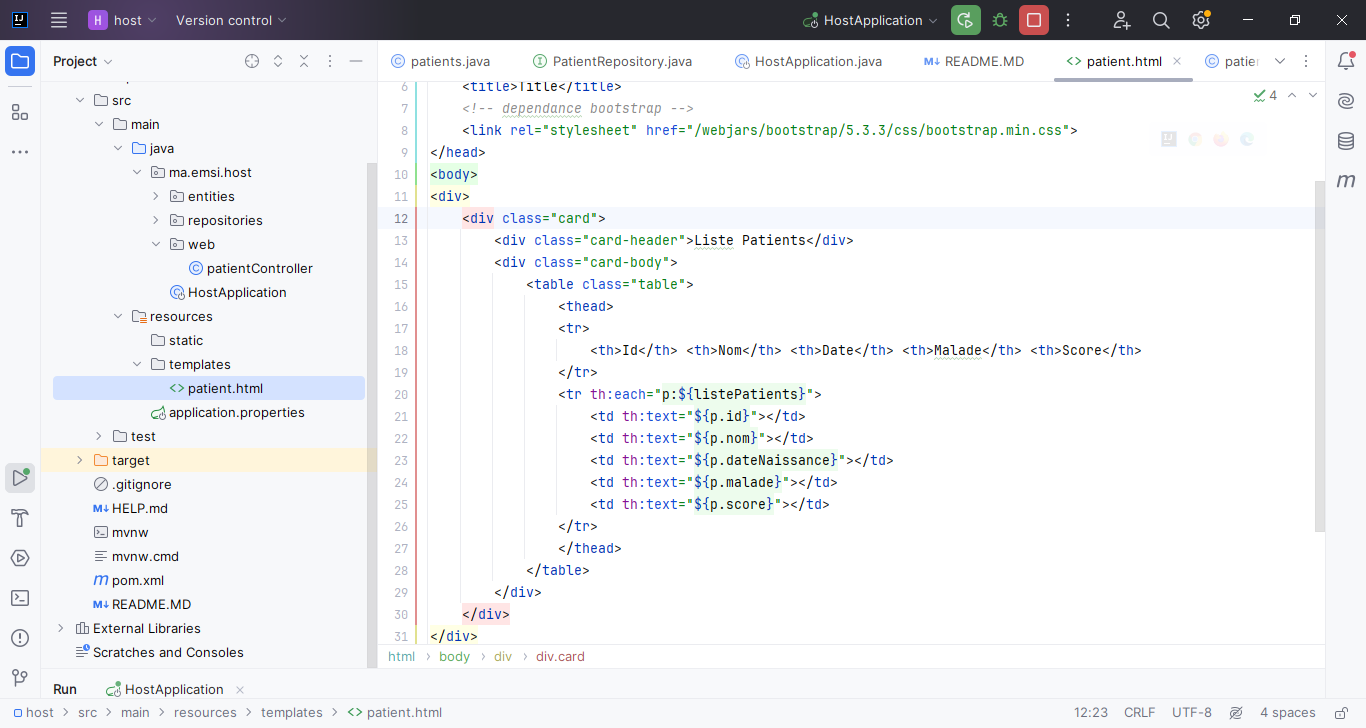 H host Version control HostApplication
Project
patients.java PatientRepository.java HostApplication.java README.MD patient.html patie
src
main
java
ma.emsi.host
entities
repositories
web
patientController
HostApplication
resources
static
templates
patient.html
application.properties
test
target
.gitignore
HELP.md
mvnw
mvnw.cmd
pom.xml
README.MD
External Libraries
Scratches and Consoles
4
6 <title>Title</title>
7 <!-- dependance bootstrap -->
8 <link rel="stylesheet" href="/webjars/bootstrap/5.3.3/css/bootstrap.min.css">
9 </head>
10 <body>
11 <div>
12 <div class="card">
13 <div class="card-header">Liste Patients</div>
14 <div class="card-body">
15 <table class="table">
16 <thead>
17 <tr>
18 <th>Id</th> <th>Nom</th> <th>Date</th> <th>Malade</th> <th>Score</th>
19 </tr>
20 <tr th:each="p:${listePatients}">
21 <td th:text="${p.id}"></td>
22 <td th:text="${p.nom}"></td>
23 <td th:text="${p.dateNaissance}"></td>
24 <td th:text="${p.malade}"></td>
25 <td th:text="${p.score}"></td>
26 </tr>
27 </thead>
28 </table>
29 </div>
30 </div>
31 </div>
html body div div.card
Run HostApplication
host src main resources templates patient.html 12:23 CRLF UTF-8 4 spaces